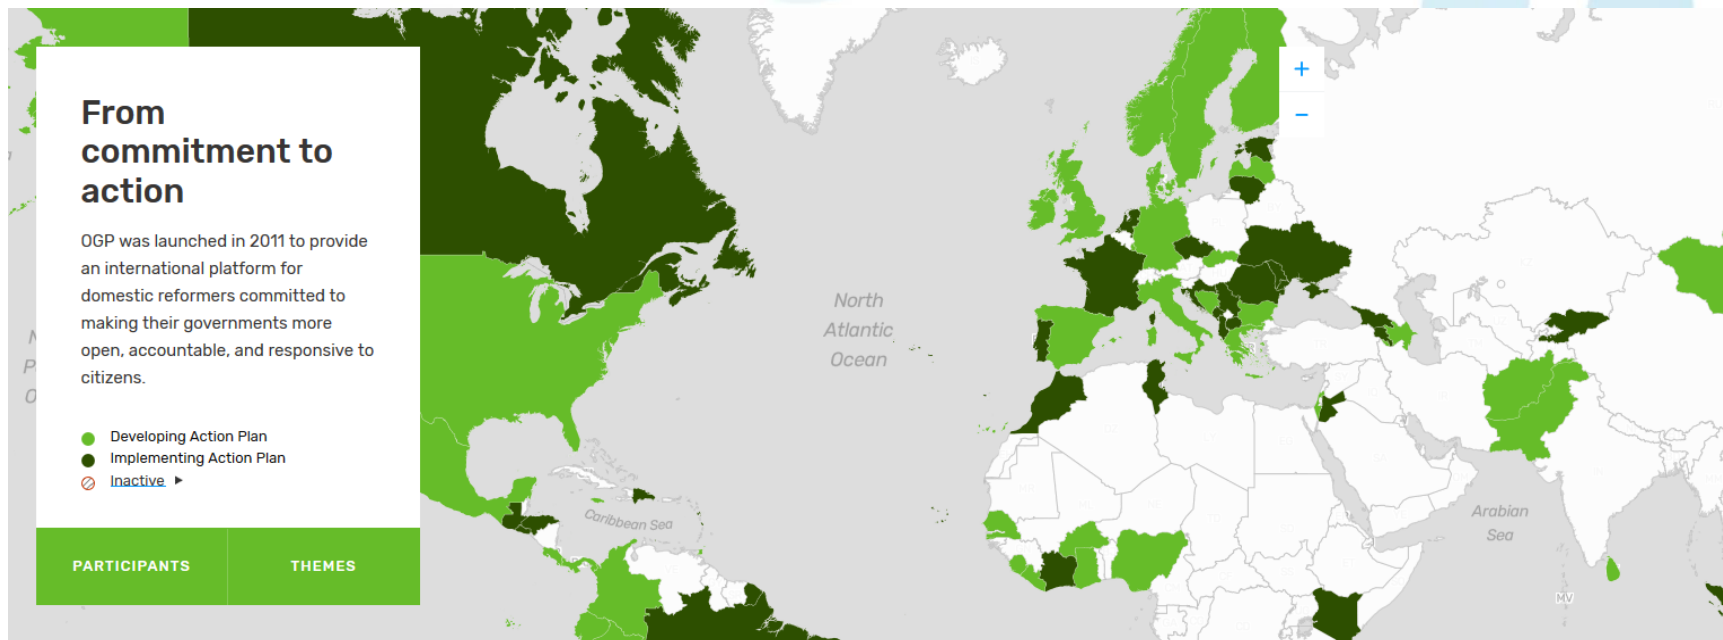 From
commitment to
action
OGP was launched in 2011 to provide
an international platform for
domestic reformers committed to
making their governments more
open, accountable, and responsive to
citizens.
Developing Action Plan
Implementing Action Plan
Inactive ▶
PARTICIPANTS
THEMES
North
Atlantic
Ocean
Caribbean Sea
Arabian
Sea
MV
+
−